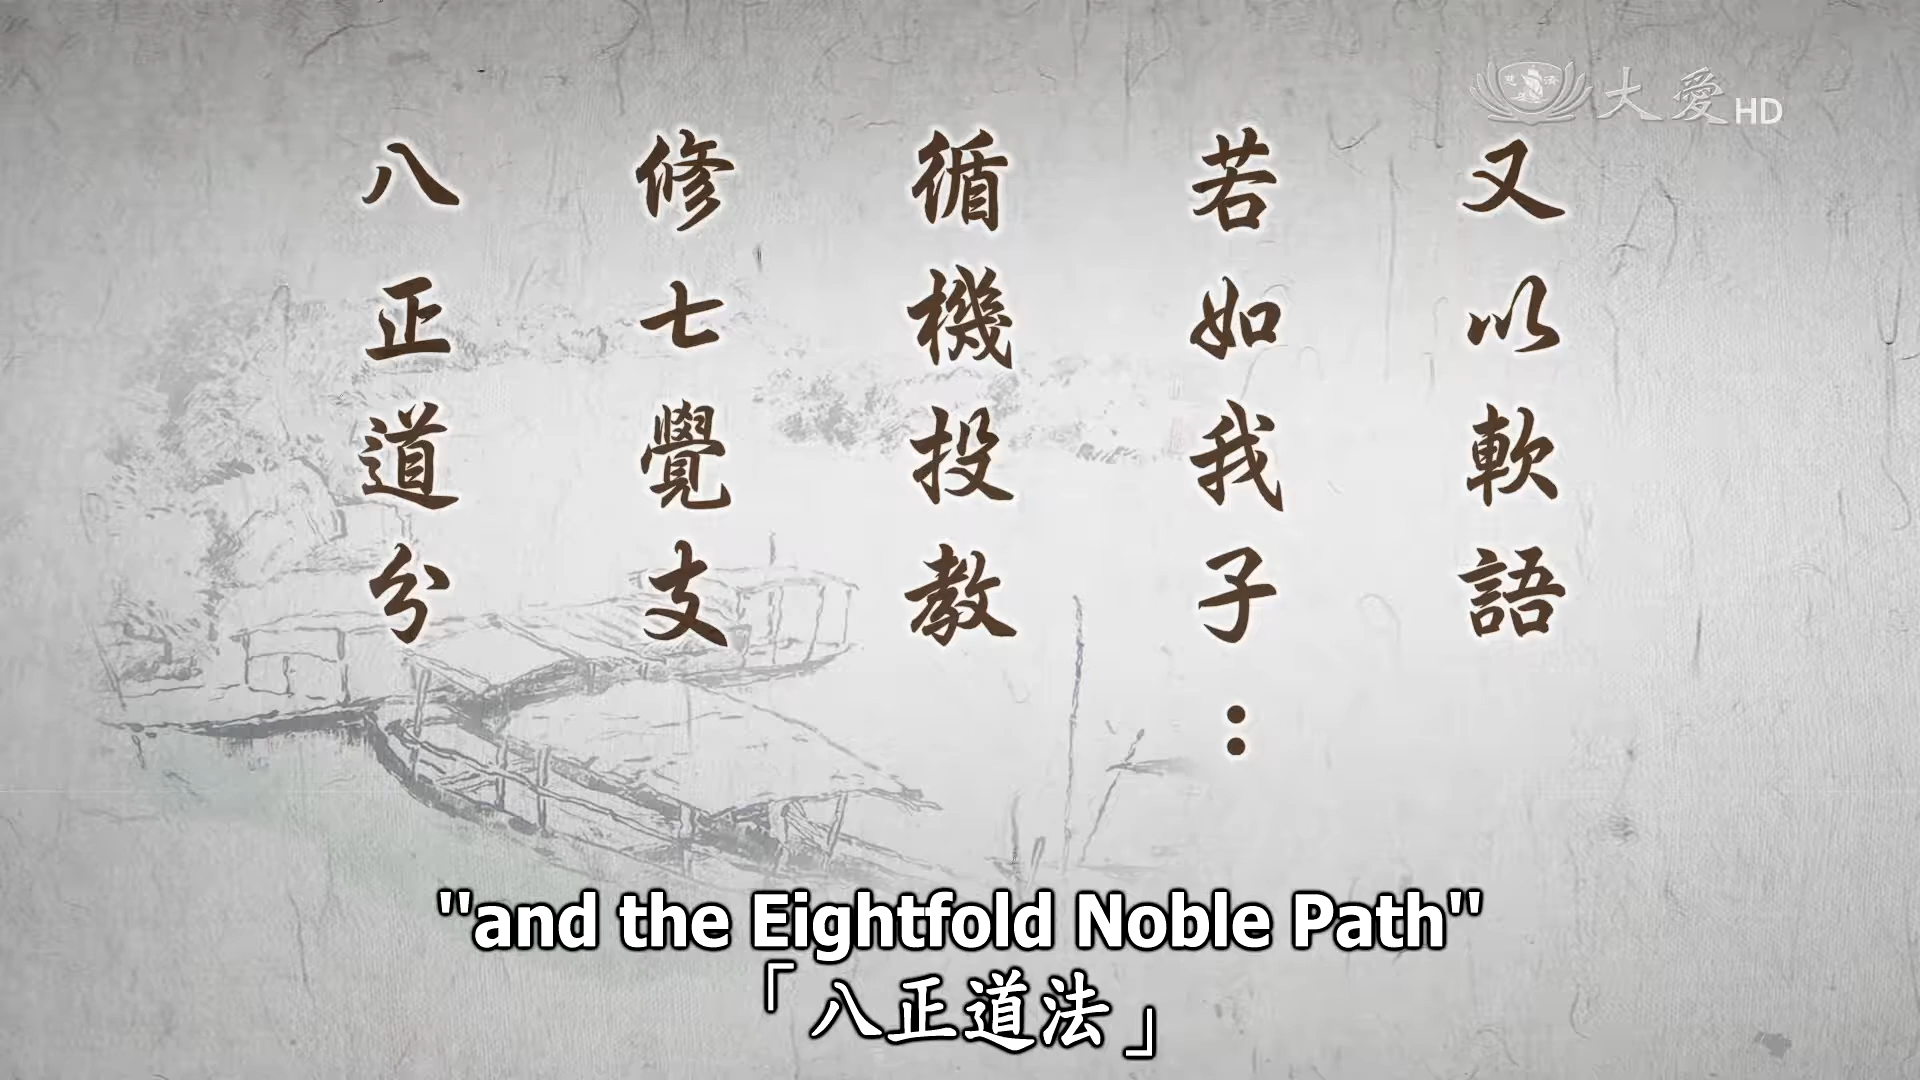 大愛HD
又以軟語
若如我子：
循機投教
修七覺支
八正道分
"and the Eightfold Noble Path"
「八正道法」